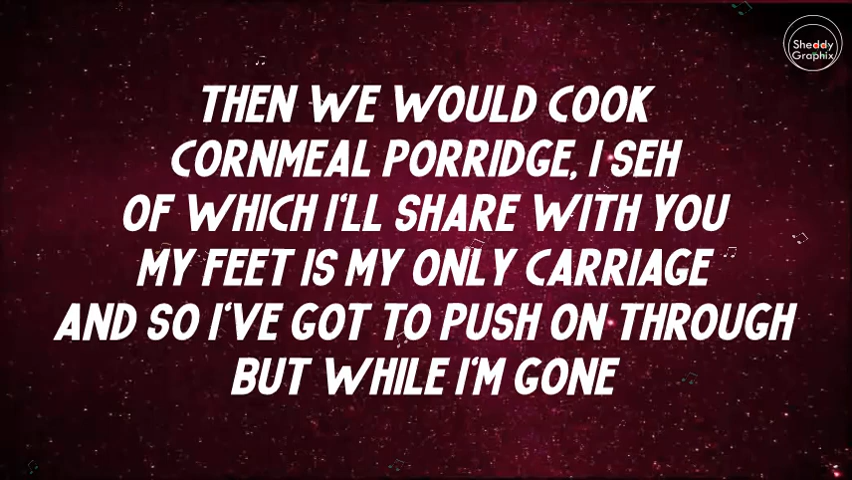 Sheddy
Graphix
THEN WE WOULD COOK
CORNMEAL PORRIDGE, I SEH
OF WHICH I'LL SHARE WITH YOU
MY FEET IS MY ONLY CARRIAGE
AND SO I'VE GOT TO PUSH ON THROUGH
BUT WHILE I'M GONE